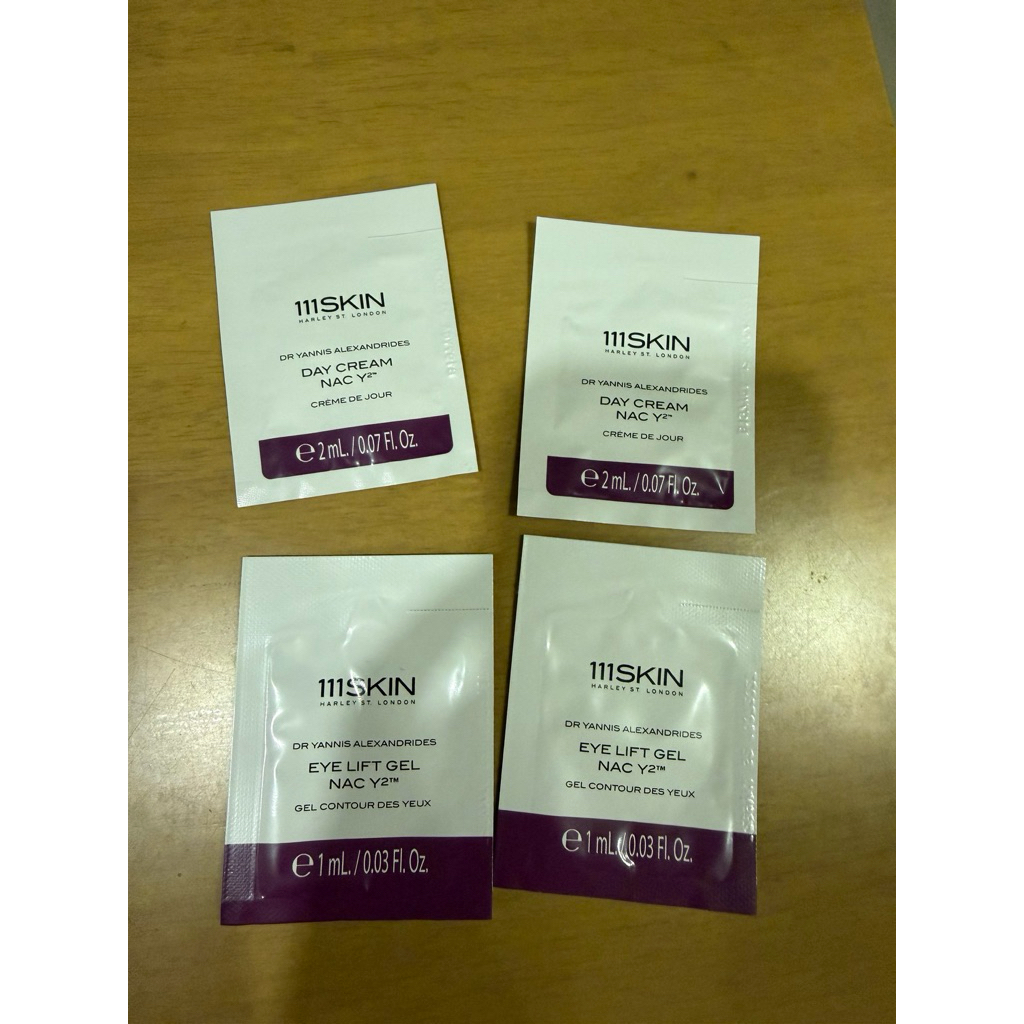 111SKIN
HARLEY ST. LONDON
DR YANNIS ALEXANDRIDES
DAY CREAM
NAC Y²™
CRÈME DE JOUR
℮ 2 mL. / 0.07 Fl. Oz.
111SKIN
HARLEY ST. LONDON
DR YANNIS ALEXANDRIDES
DAY CREAM
NAC Y²™
CRÈME DE JOUR
℮ 2 mL. / 0.07 Fl. Oz.
111SKIN
HARLEY ST. LONDON
DR YANNIS ALEXANDRIDES
EYE LIFT GEL
NAC Y2™
GEL CONTOUR DES YEUX
℮ 1 mL. / 0.03 Fl. Oz.
111SKIN
HARLEY ST. LONDON
DR YANNIS ALEXANDRIDES
EYE LIFT GEL
NAC Y2™
GEL CONTOUR DES YEUX
℮ 1 mL. / 0.03 Fl. Oz.